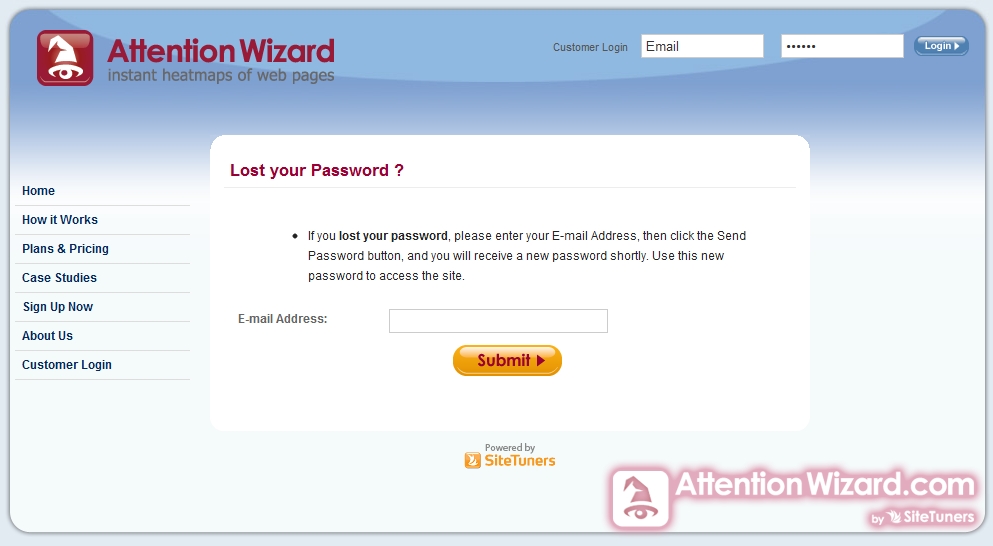 Attention Wizard
instant heatmaps of web pages
Customer Login Email •••••• Login
Lost your Password ?
Home
How it Works
Plans & Pricing
Case Studies
Sign Up Now
About Us
Customer Login
• If you lost your password, please enter your E-mail Address, then click the Send
Password button, and you will receive a new password shortly. Use this new
password to access the site.
E-mail Address:
Submit
Powered by
SiteTuners
AttentionWizard.com
by SiteTuners